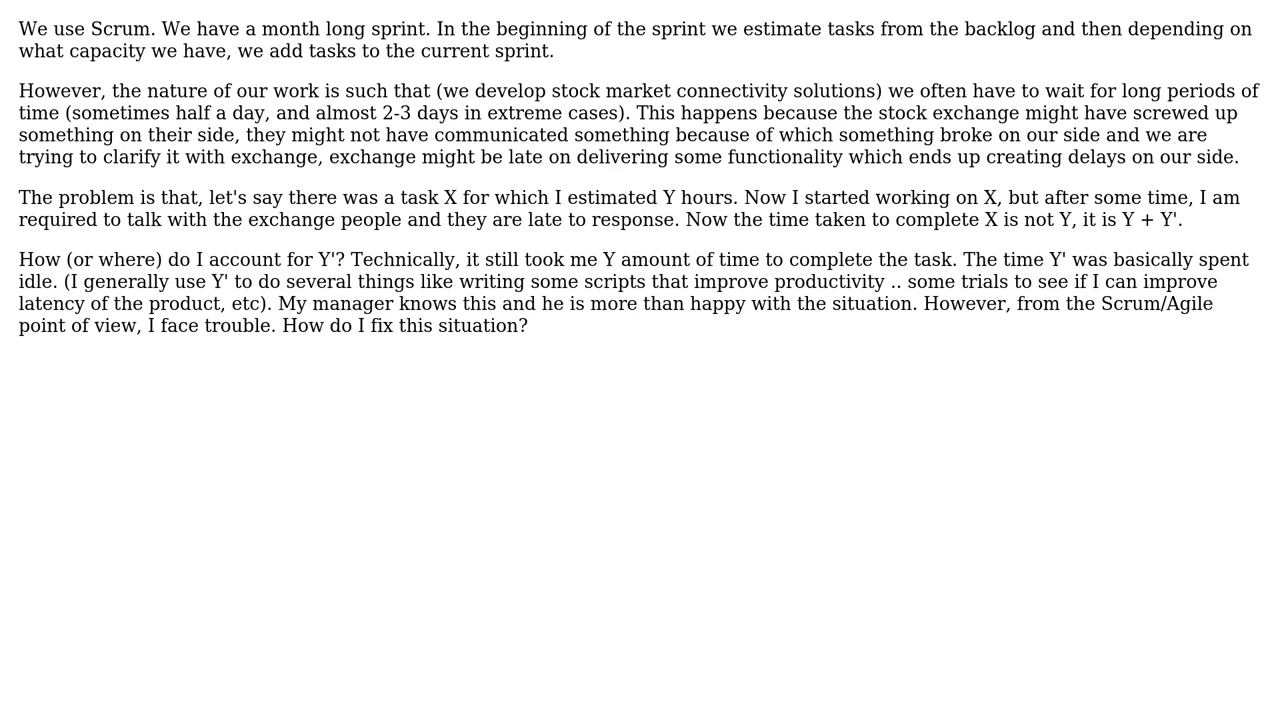 We use Scrum. We have a month long sprint. In the beginning of the sprint we estimate tasks from the backlog and then depending on
what capacity we have, we add tasks to the current sprint.
However, the nature of our work is such that (we develop stock market connectivity solutions) we often have to wait for long periods of
time (sometimes half a day, and almost 2-3 days in extreme cases). This happens because the stock exchange might have screwed up
something on their side, they might not have communicated something because of which something broke on our side and we are
trying to clarify it with exchange, exchange might be late on delivering some functionality which ends up creating delays on our side.
The problem is that, let's say there was a task X for which I estimated Y hours. Now I started working on X, but after some time, I am
required to talk with the exchange people and they are late to response. Now the time taken to complete X is not Y, it is Y + Y'.
How (or where) do I account for Y'? Technically, it still took me Y amount of time to complete the task. The time Y' was basically spent
idle. (I generally use Y' to do several things like writing some scripts that improve productivity .. some trials to see if I can improve
latency of the product, etc). My manager knows this and he is more than happy with the situation. However, from the Scrum/Agile
point of view, I face trouble. How do I fix this situation?